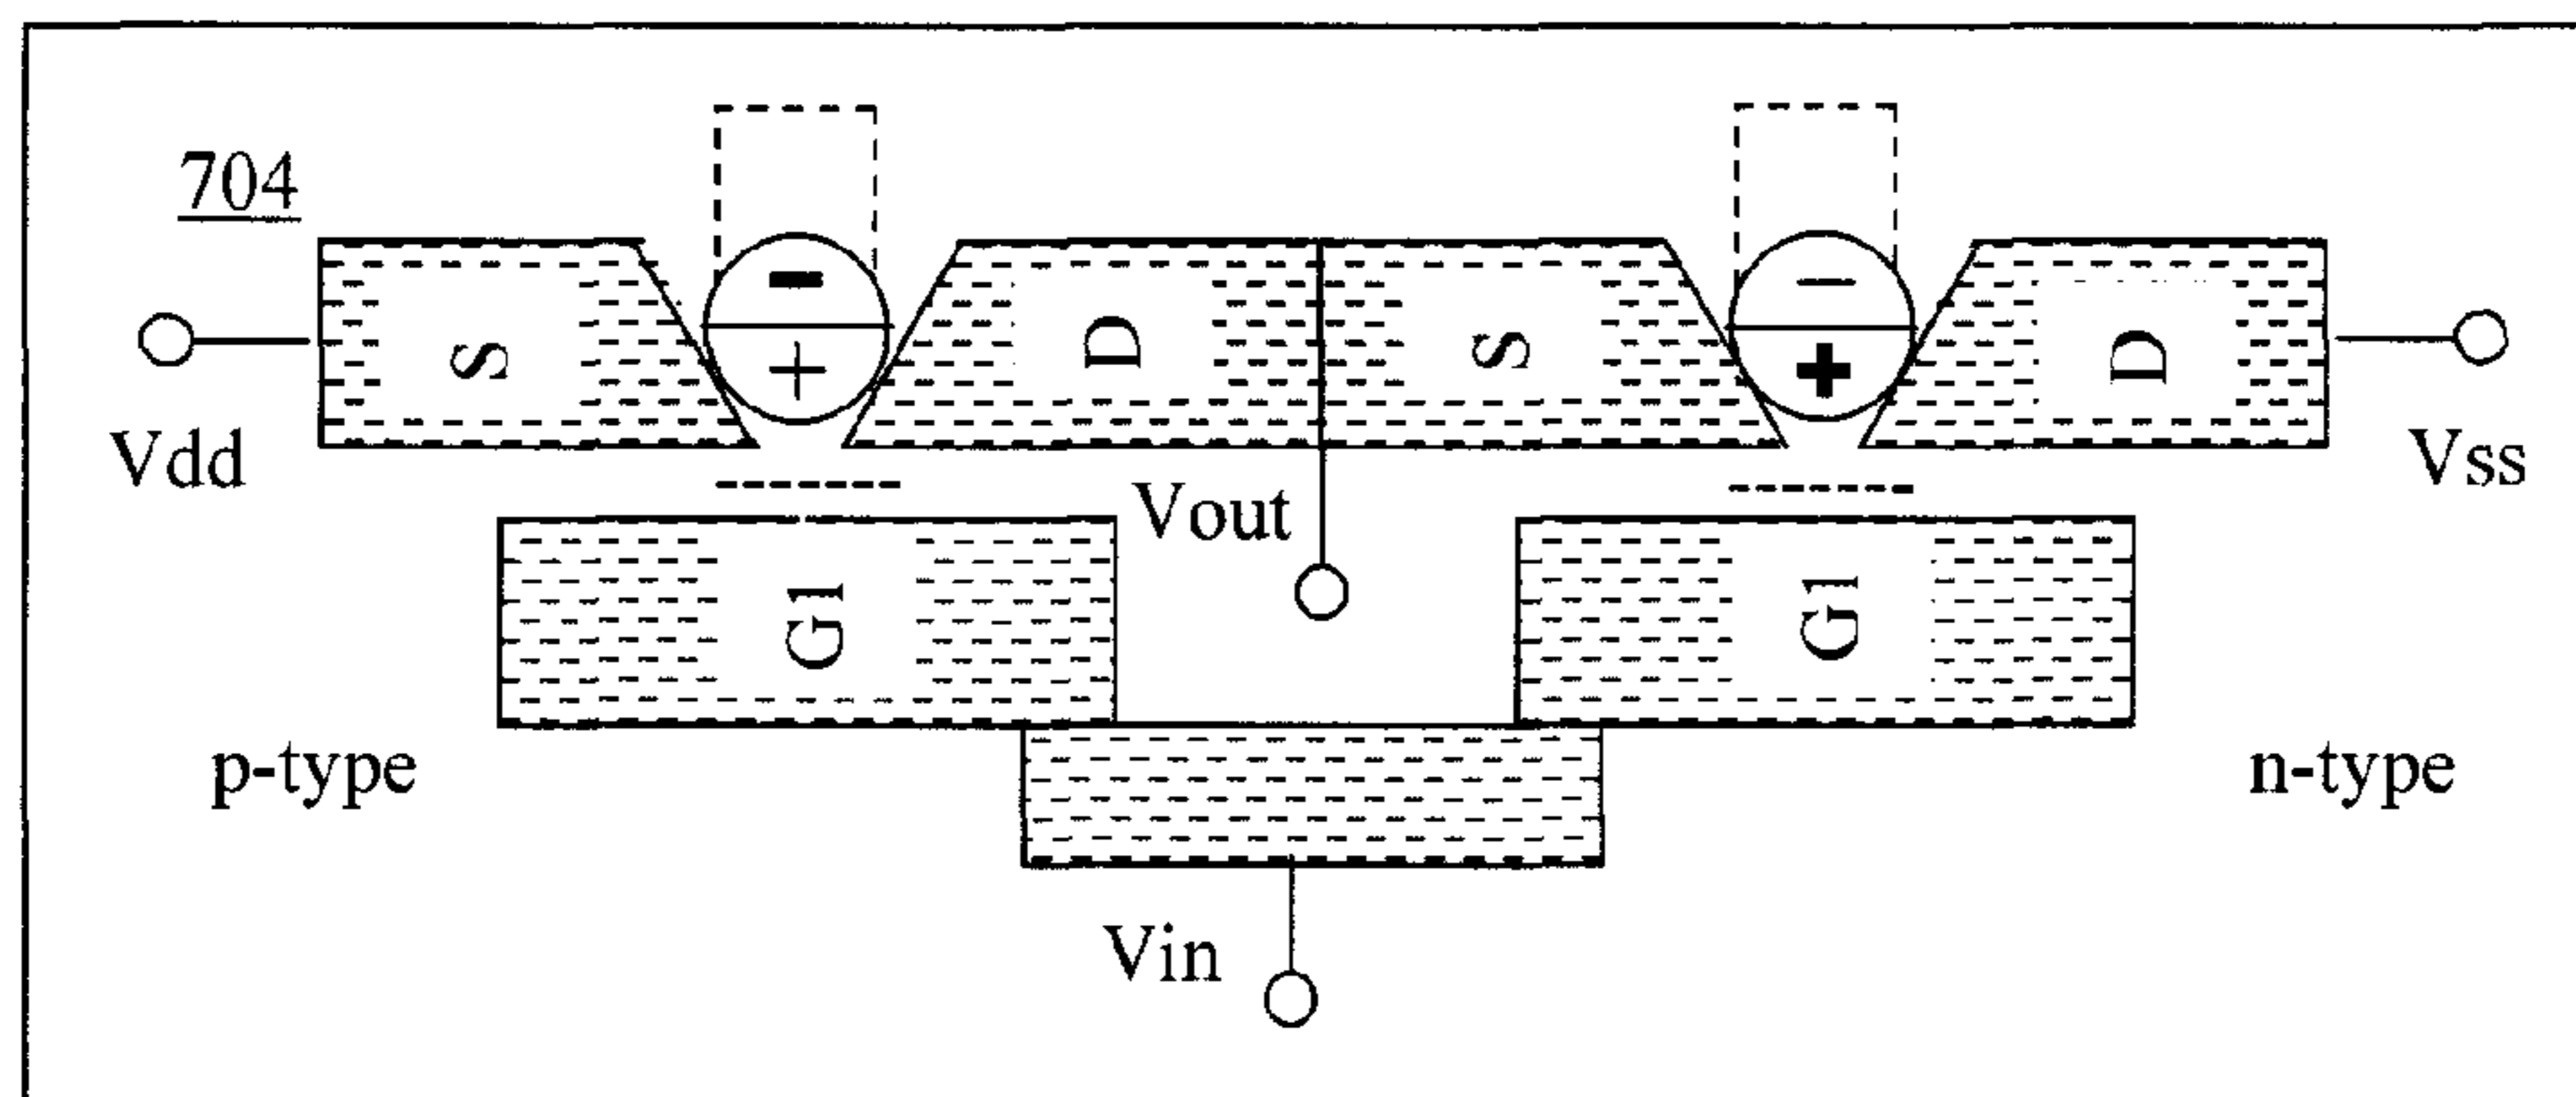 704
− −
S D S D
+ +
Vdd Vout Vss
G1 G1
p-type n-type
Vin